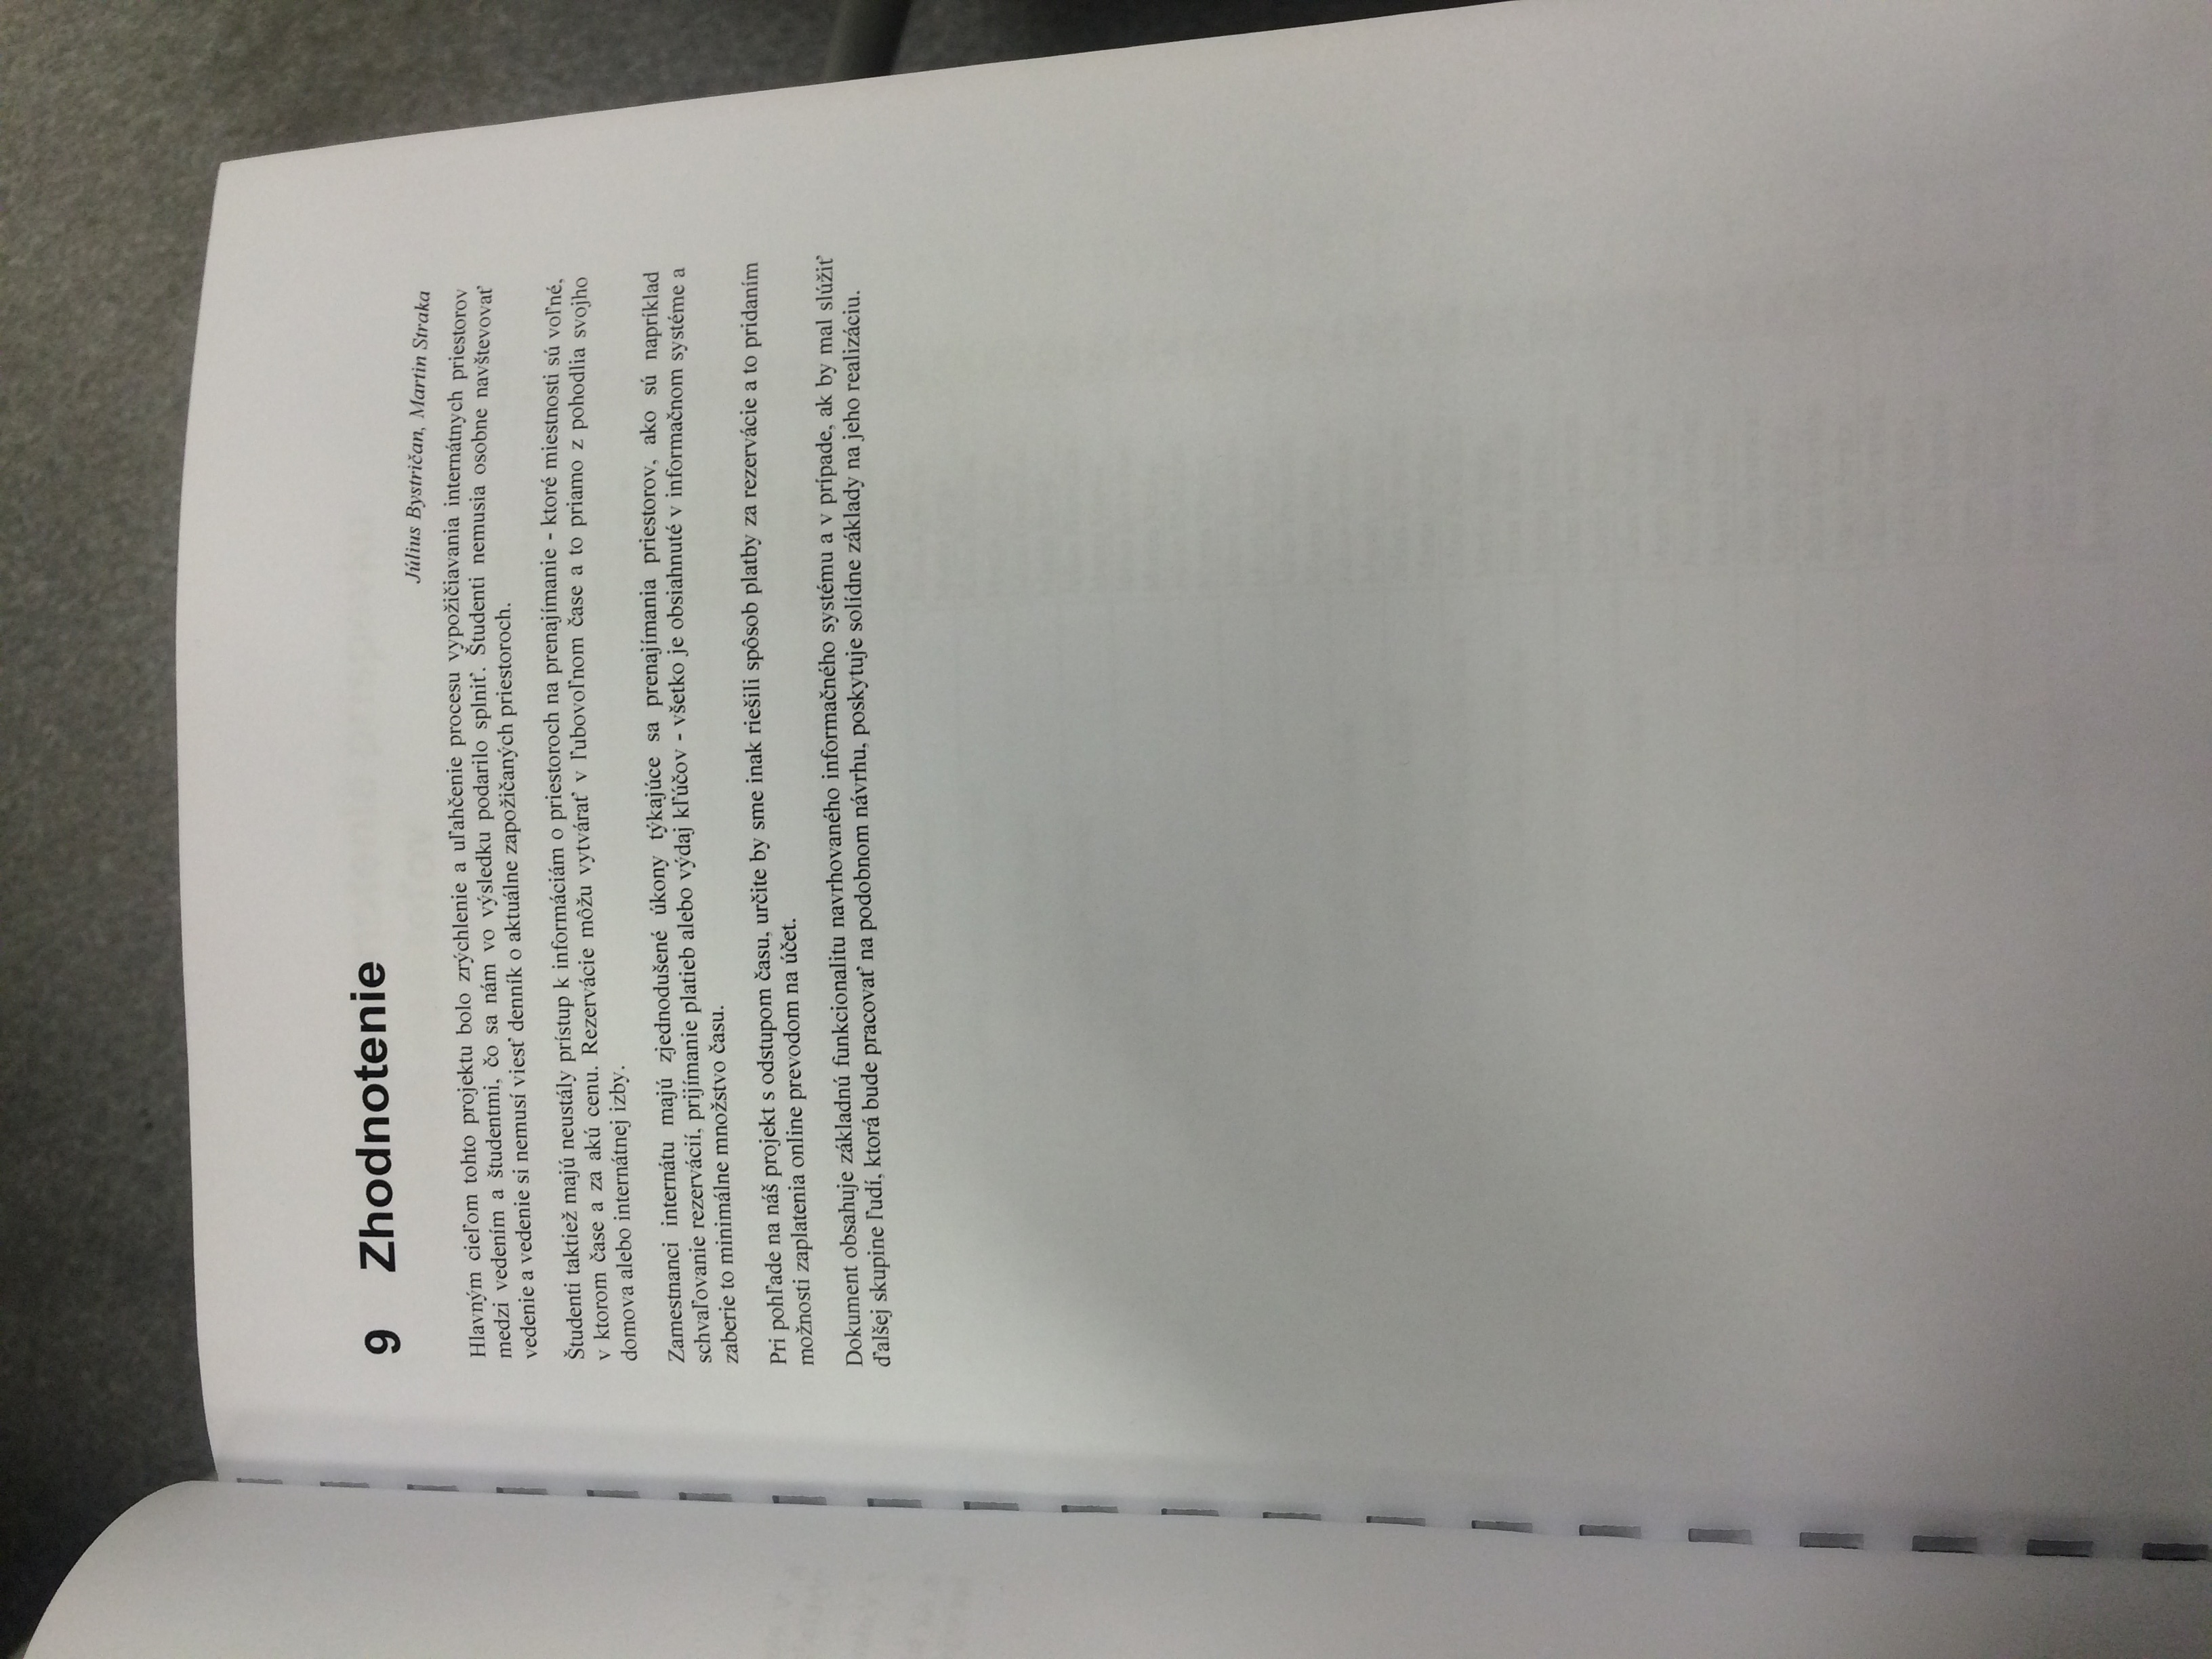 9 Zhodnotenie
Július Bystričan, Martin Straka
Hlavným cieľom tohto projektu bolo zrýchlenie a uľahčenie procesu vypožičiavania internátnych priestorov
medzi vedením a študentmi, čo sa nám vo výsledku podarilo splniť. Študenti nemusia osobne navštevovať
vedenie a vedenie si nemusí viesť denník o aktuálne zapožičaných priestoroch.
Študenti taktiež majú neustály prístup k informáciám o priestoroch na prenajímanie - ktoré miestnosti sú voľné,
v ktorom čase a za akú cenu. Rezervácie môžu vytvárať v ľubovoľnom čase a to priamo z pohodlia svojho
domova alebo internátnej izby.
Zamestnanci internátu majú zjednodušené úkony týkajúce sa prenajímania priestorov, ako sú napríklad
schvaľovanie rezervácií, prijímanie platieb alebo výdaj kľúčov - všetko je obsiahnuté v informačnom systéme a
zaberie to minimálne množstvo času.
Pri pohľade na náš projekt s odstupom času, určite by sme inak riešili spôsob platby za rezervácie a to pridaním
možnosti zaplatenia online prevodom na účet.
Dokument obsahuje základnú funkcionalitu navrhovaného informačného systému a v prípade, ak by mal slúžiť
ďalšej skupine ľudí, ktorá bude pracovať na podobnom návrhu, poskytuje solídne základy na jeho realizáciu.